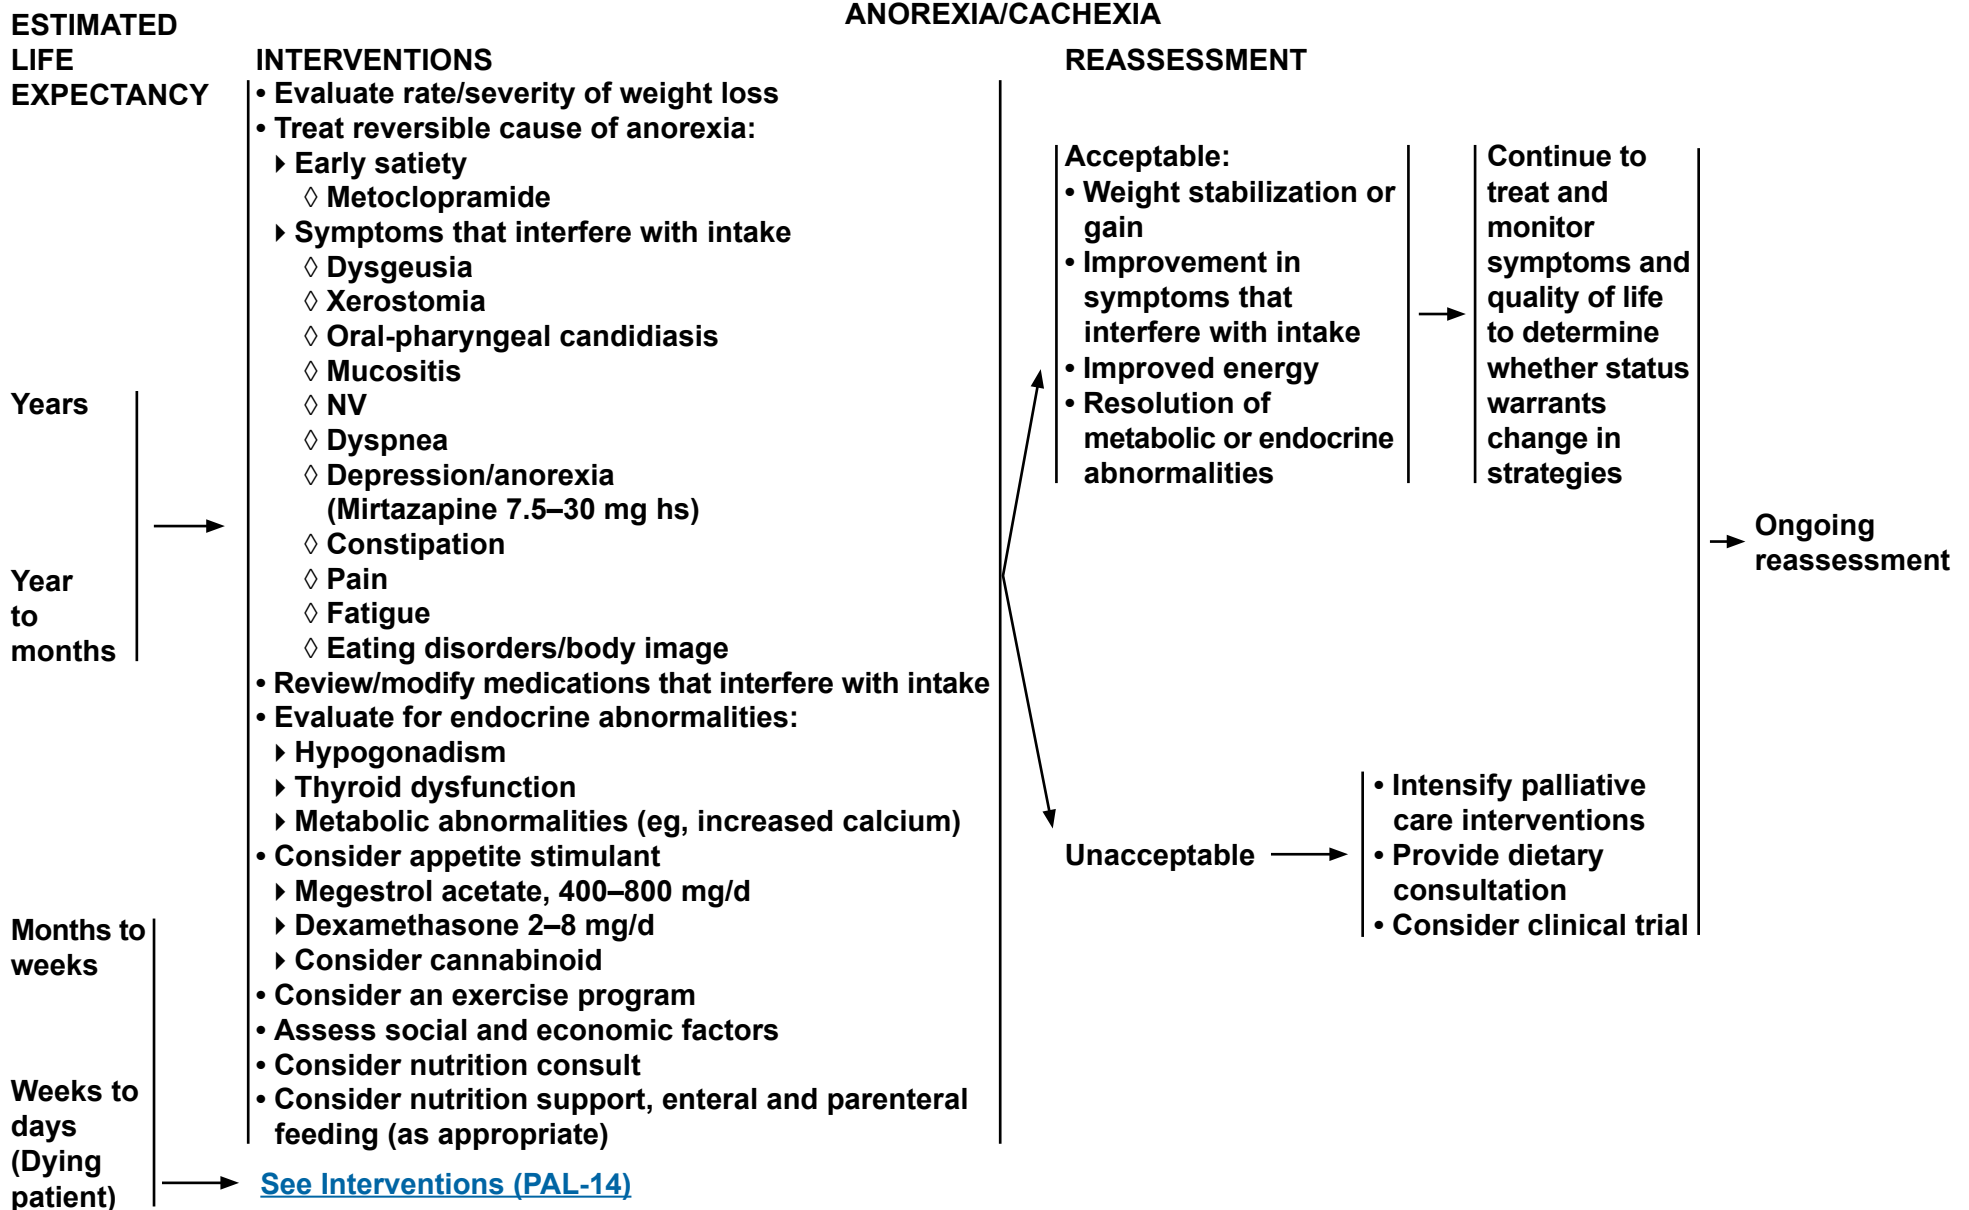 ANOREXIA/CACHEXIA
ESTIMATED
LIFE
EXPECTANCY
Years
Year
to
months
Months to
weeks
Weeks to
days
(Dying
patient)
INTERVENTIONS
• Evaluate rate/severity of weight loss
• Treat reversible cause of anorexia:
▸ Early satiety
◊ Metoclopramide
▸ Symptoms that interfere with intake
◊ Dysgeusia
◊ Xerostomia
◊ Oral-pharyngeal candidiasis
◊ Mucositis
◊ NV
◊ Dyspnea
◊ Depression/anorexia
(Mirtazapine 7.5–30 mg hs)
◊ Constipation
◊ Pain
◊ Fatigue
◊ Eating disorders/body image
• Review/modify medications that interfere with intake
• Evaluate for endocrine abnormalities:
▸ Hypogonadism
▸ Thyroid dysfunction
▸ Metabolic abnormalities (eg, increased calcium)
• Consider appetite stimulant
▸ Megestrol acetate, 400–800 mg/d
▸ Dexamethasone 2–8 mg/d
▸ Consider cannabinoid
• Consider an exercise program
• Assess social and economic factors
• Consider nutrition consult
• Consider nutrition support, enteral and parenteral
feeding (as appropriate)
See Interventions (PAL-14)
REASSESSMENT
Acceptable:
• Weight stabilization or
gain
• Improvement in
symptoms that
interfere with intake
• Improved energy
• Resolution of
metabolic or endocrine
abnormalities
Continue to
treat and
monitor
symptoms and
quality of life
to determine
whether status
warrants
change in
strategies
Unacceptable
• Intensify palliative
care interventions
• Provide dietary
consultation
• Consider clinical trial
Ongoing
reassessment